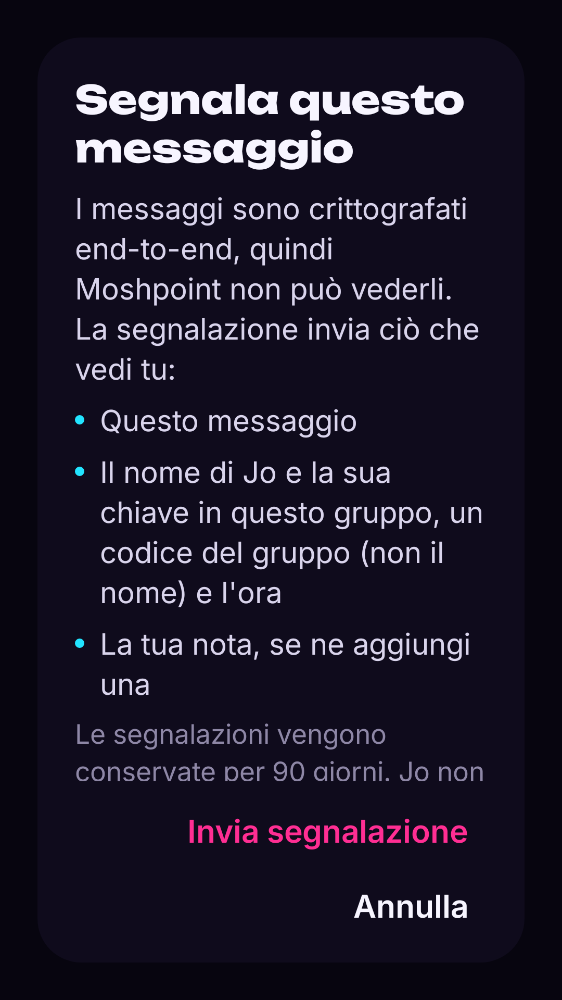 Segnala questo
messaggio
I messaggi sono crittografati
end-to-end, quindi
Moshpoint non può vederli.
La segnalazione invia ciò che
vedi tu:
• Questo messaggio
• Il nome di Jo e la sua
chiave in questo gruppo, un
codice del gruppo (non il
nome) e l'ora
• La tua nota, se ne aggiungi
una
Le segnalazioni vengono
conservate per 90 giorni. Jo non
Invia segnalazione
Annulla